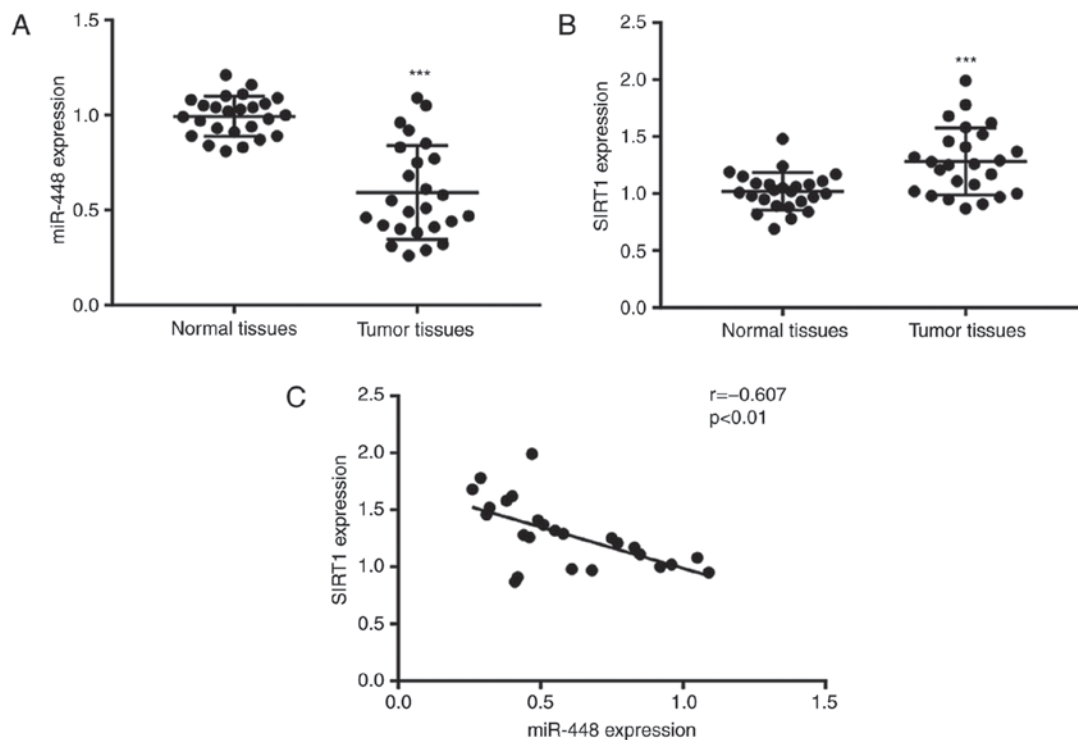 A
miR-448 expression
1.5
1.0
0.5
0.0
***
Normal tissues
Tumor tissues
B
SIRT1 expression
2.5
2.0
1.5
1.0
0.5
0.0
***
Normal tissues
Tumor tissues
C
SIRT1 expression
2.5
2.0
1.5
1.0
0.5
0.0
r=−0.607
p<0.01
0.0
0.5
1.0
1.5
miR-448 expression